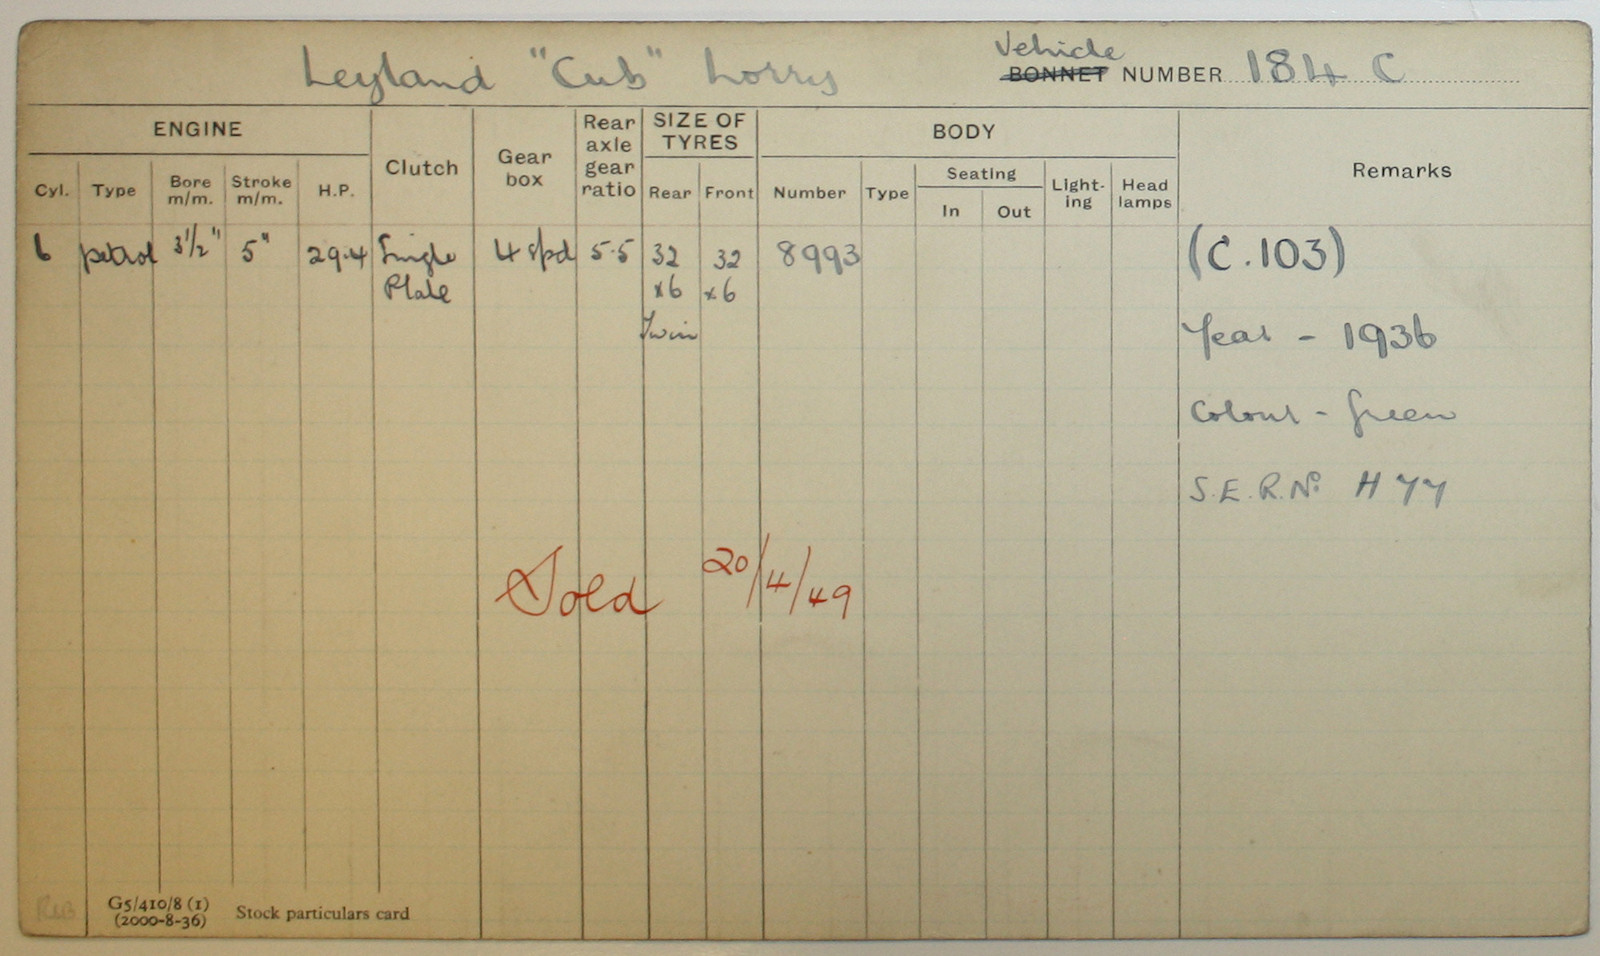 Leyland "Cub" Lorry
Vehicle
BONNET NUMBER 184 C
ENGINE
Cyl. Type Bore m/m. Stroke m/m. H.P.
Clutch
Gear box
Rear axle gear ratio
SIZE OF TYRES
Rear Front
BODY
Number Type
Seating
In Out
Light-ing
Head lamps
Remarks
6 petrol 3½" 5" 29.4 Single 4 spd 5.5 32 32 8993
Plate x6 x6
Twin
(C.103)
Year - 1936
Colour - Green
S.E.R.No. H 77
Sold 20/4/49
G5/410/8 (1)
(2000-8-36)
Stock particulars card